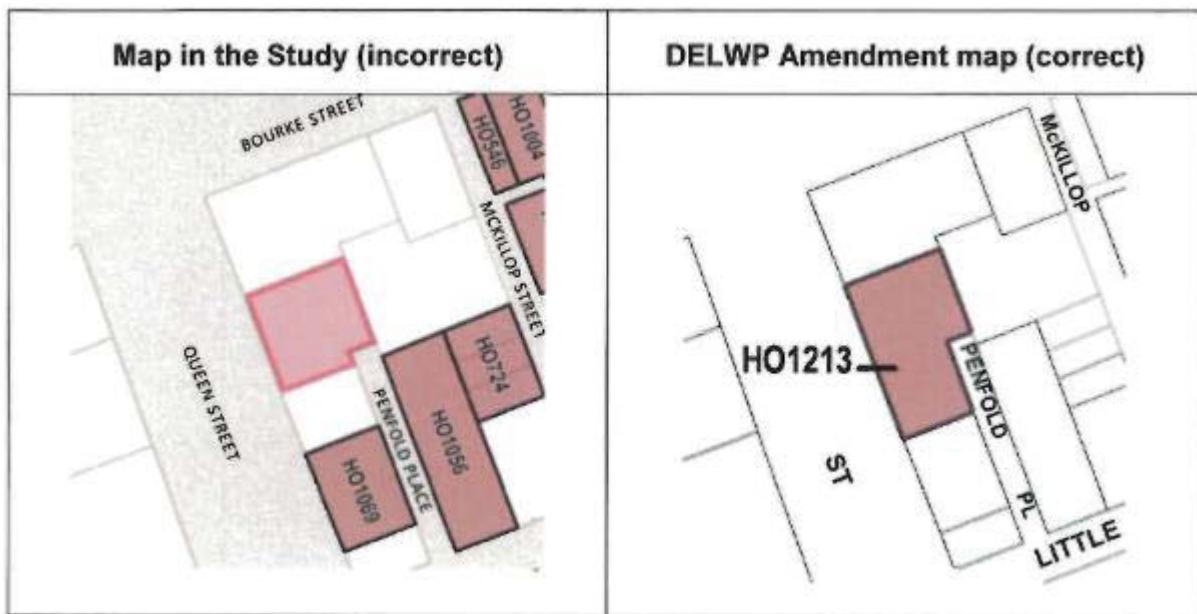 Map in the Study (incorrect)
DELWP Amendment map (correct)
BOURKE STREET
HO546
HO1004
MCKILLOP STREET
QUEEN STREET
HO724
PENFOLD PLACE
HO1056
HO1069
McKILLOP
HO1213
PENFOLD
ST
PL
LITTLE